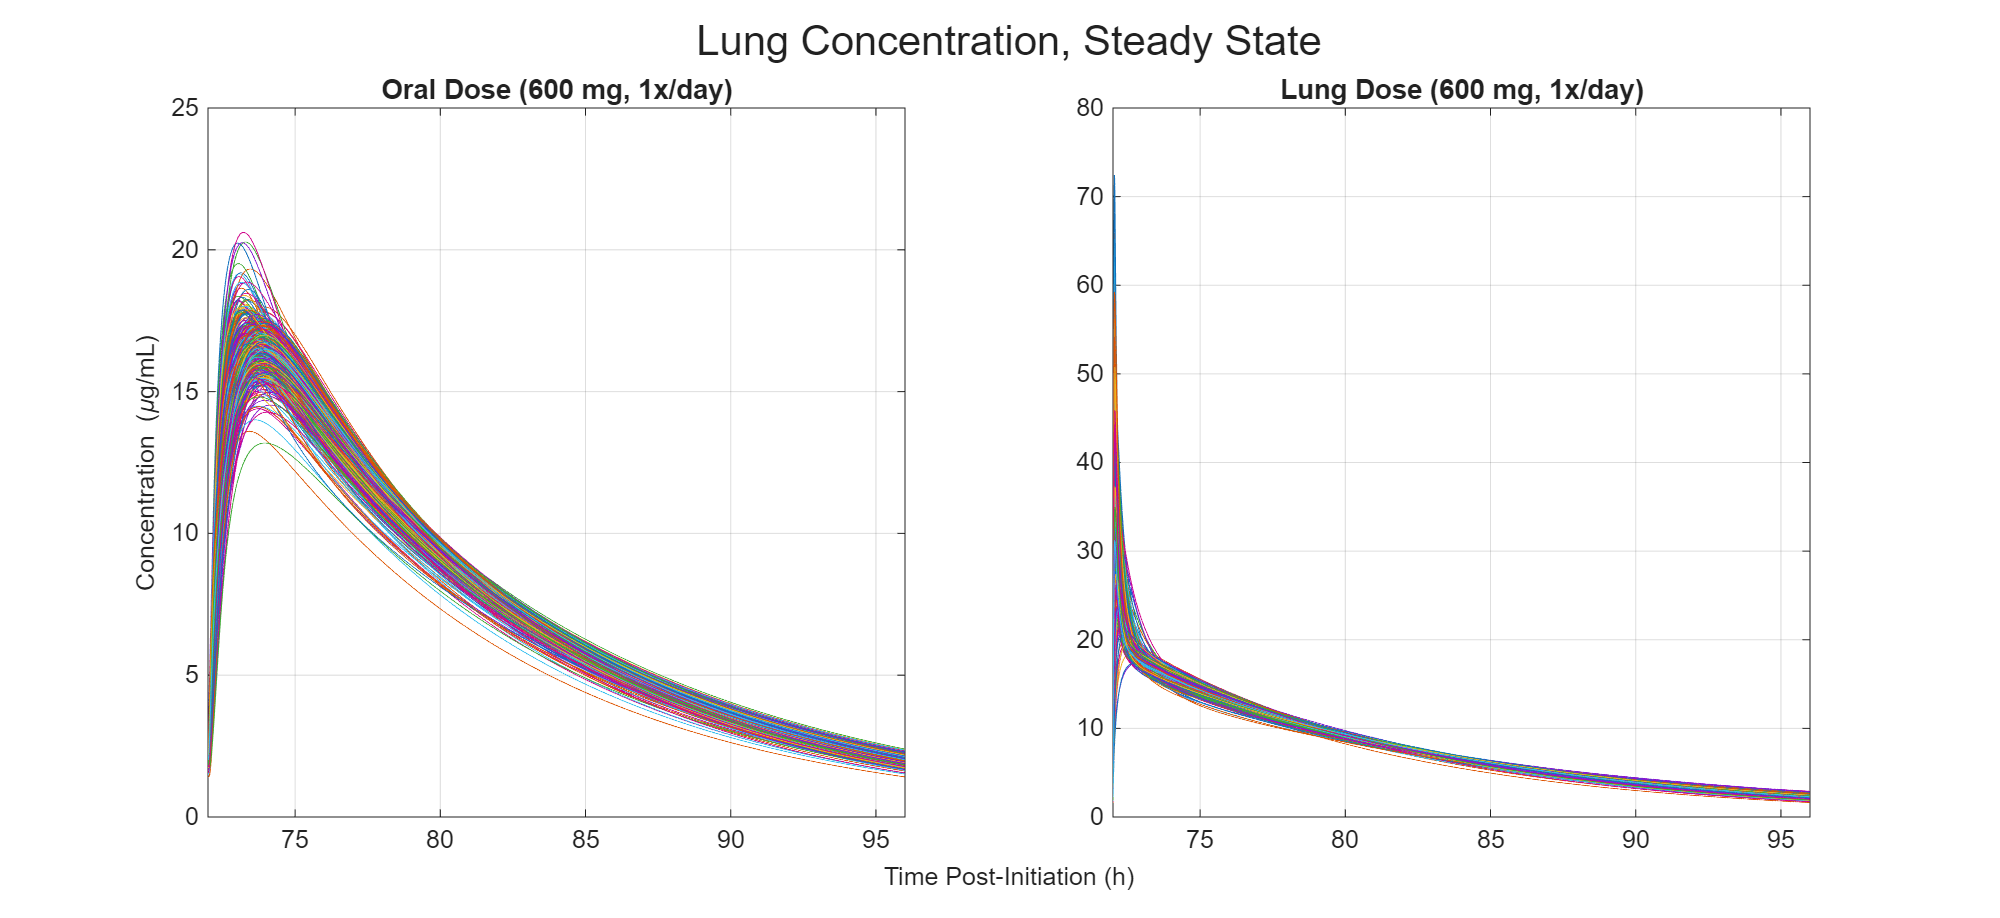 Lung Concentration, Steady State
Oral Dose (600 mg, 1x/day)
25
20
15
10
5
0
75 80 85 90 95
Concentration (µg/mL)
Lung Dose (600 mg, 1x/day)
80
70
60
50
40
30
20
10
0
75 80 85 90 95
Time Post-Initiation (h)